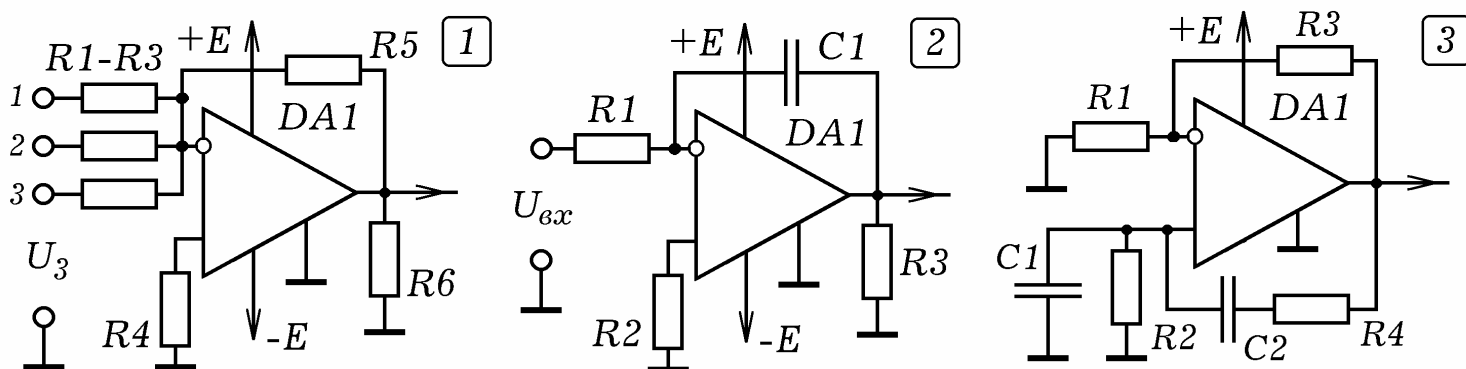 1
+E
R5
R1-R3
1
DA1
2
3
U3
R6
R4
-E
2
+E
C1
R1
DA1
Uвх
R3
R2
-E
3
+E
R3
R1
DA1
C1
R2
C2
R4